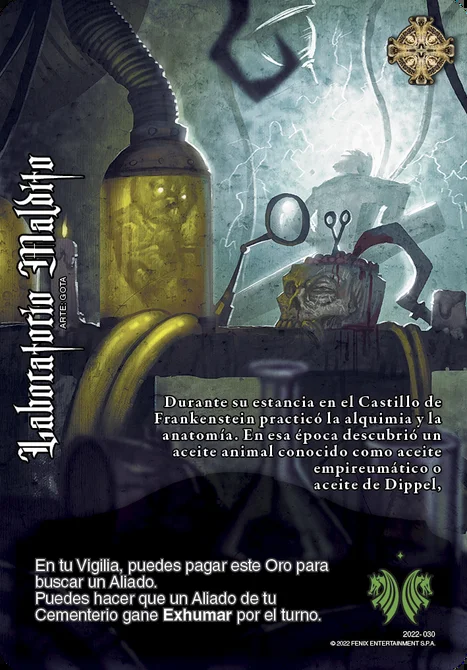 Laboratorio Maldito
ARTE: GOTA
Durante su estancia en el Castillo de
Frankenstein practicó la alquimia y la
anatomía. En esa época descubrió un
aceite animal conocido como aceite
empireumático o
aceite de Dippel,
En tu Vigilia, puedes pagar este Oro para
buscar un Aliado.
Puedes hacer que un Aliado de tu
Cementerio gane Exhumar por el turno.
2022- 030
© 2022 FENIX ENTERTAINMENT S.P.A.